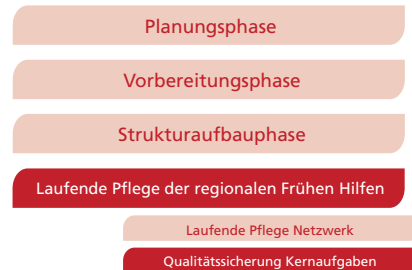 Planungsphase
Vorbereitungsphase
Strukturaufbauphase
Laufende Pflege der regionalen Frühen Hilfen
Laufende Pflege Netzwerk
Qualitätssicherung Kernaufgaben